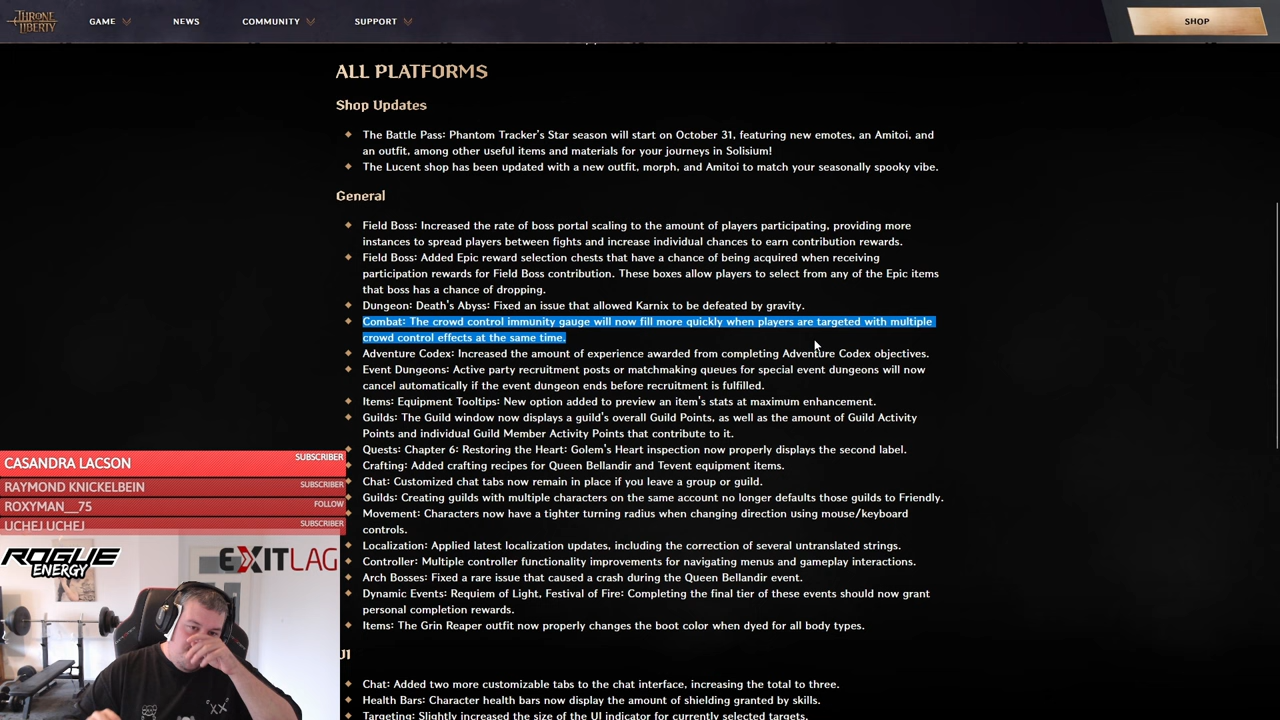 THRONE
LIBERTY
GAME
NEWS
COMMUNITY
SUPPORT
SHOP
ALL PLATFORMS
Shop Updates
The Battle Pass: Phantom Tracker's Star season will start on October 31, featuring new emotes, an Amitoi, and
an outfit, among other useful items and materials for your journeys in Solisium!
The Lucent shop has been updated with a new outfit, morph, and Amitoi to match your seasonally spooky vibe.
General
Field Boss: Increased the rate of boss portal scaling to the amount of players participating, providing more
instances to spread players between fights and increase individual chances to earn contribution rewards.
Field Boss: Added Epic reward selection chests that have a chance of being acquired when receiving
participation rewards for Field Boss contribution. These boxes allow players to select from any of the Epic items
that boss has a chance of dropping.
Dungeon: Death's Abyss: Fixed an issue that allowed Karnix to be defeated by gravity.
Combat: The crowd control immunity gauge will now fill more quickly when players are targeted with multiple
crowd control effects at the same time.
Adventure Codex: Increased the amount of experience awarded from completing Adventure Codex objectives.
Event Dungeons: Active party recruitment posts or matchmaking queues for special event dungeons will now
cancel automatically if the event dungeon ends before recruitment is fulfilled.
Items: Equipment Tooltips: New option added to preview an item's stats at maximum enhancement.
Guilds: The Guild window now displays a guild's overall Guild Points, as well as the amount of Guild Activity
Points and individual Guild Member Activity Points that contribute to it.
Quests: Chapter 6: Restoring the Heart: Golem's Heart inspection now properly displays the second label.
Crafting: Added crafting recipes for Queen Bellandir and Tevent equipment items.
Chat: Customized chat tabs now remain in place if you leave a group or guild.
Guilds: Creating guilds with multiple characters on the same account no longer defaults those guilds to Friendly.
Movement: Characters now have a tighter turning radius when changing direction using mouse/keyboard
controls.
Localization: Applied latest localization updates, including the correction of several untranslated strings.
Controller: Multiple controller functionality improvements for navigating menus and gameplay interactions.
Arch Bosses: Fixed a rare issue that caused a crash during the Queen Bellandir event.
Dynamic Events: Requiem of Light, Festival of Fire: Completing the final tier of these events should now grant
personal completion rewards.
Items: The Grin Reaper outfit now properly changes the boot color when dyed for all body types.
UI
Chat: Added two more customizable tabs to the chat interface, increasing the total to three.
Health Bars: Character health bars now display the amount of shielding granted by skills.
Targeting: Slightly increased the size of the UI indicator for currently selected targets.
CASANDRA LACSON SUBSCRIBER
RAYMOND KNICKELBEIN SUBSCRIBER
ROXYMAN__75 FOLLOW
UCHEJ UCHEJ SUBSCRIBER
ROGUE
ENERGY
EXITLAG